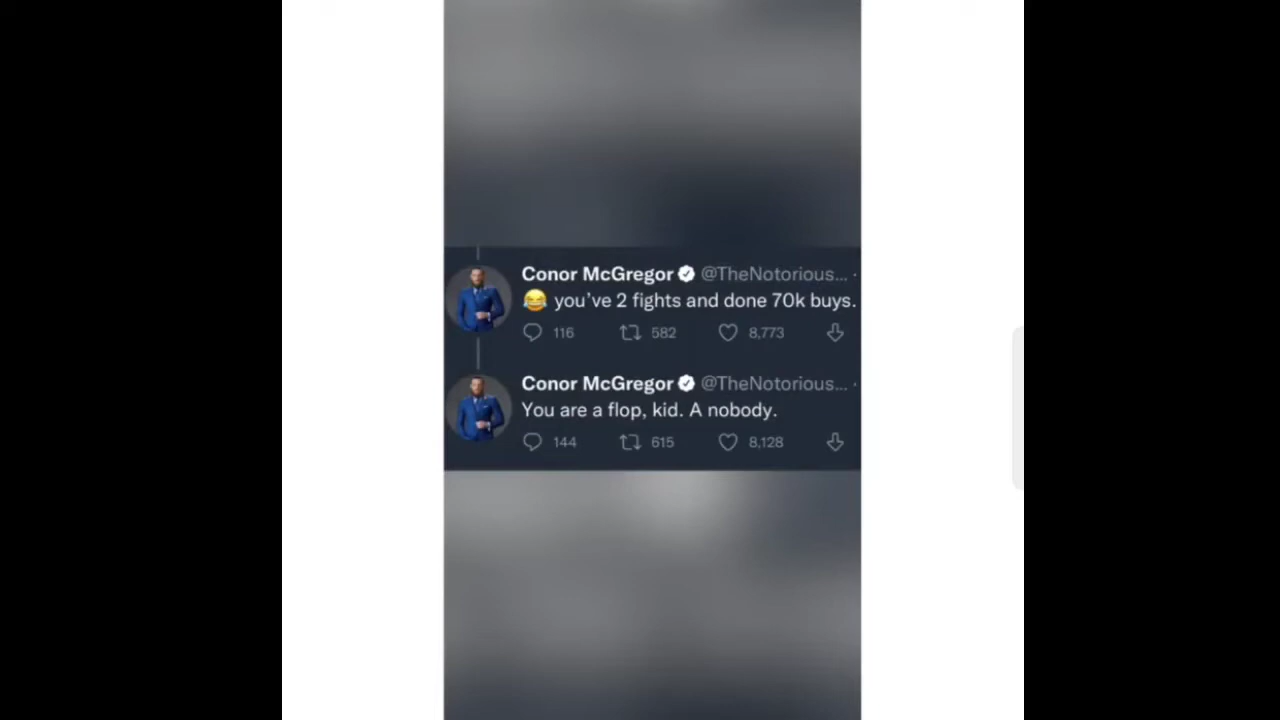 Conor McGregor @TheNotorious... ·
😂 you've 2 fights and done 70k buys.
116 582 8,773
Conor McGregor @TheNotorious... ·
You are a flop, kid. A nobody.
144 615 8,128